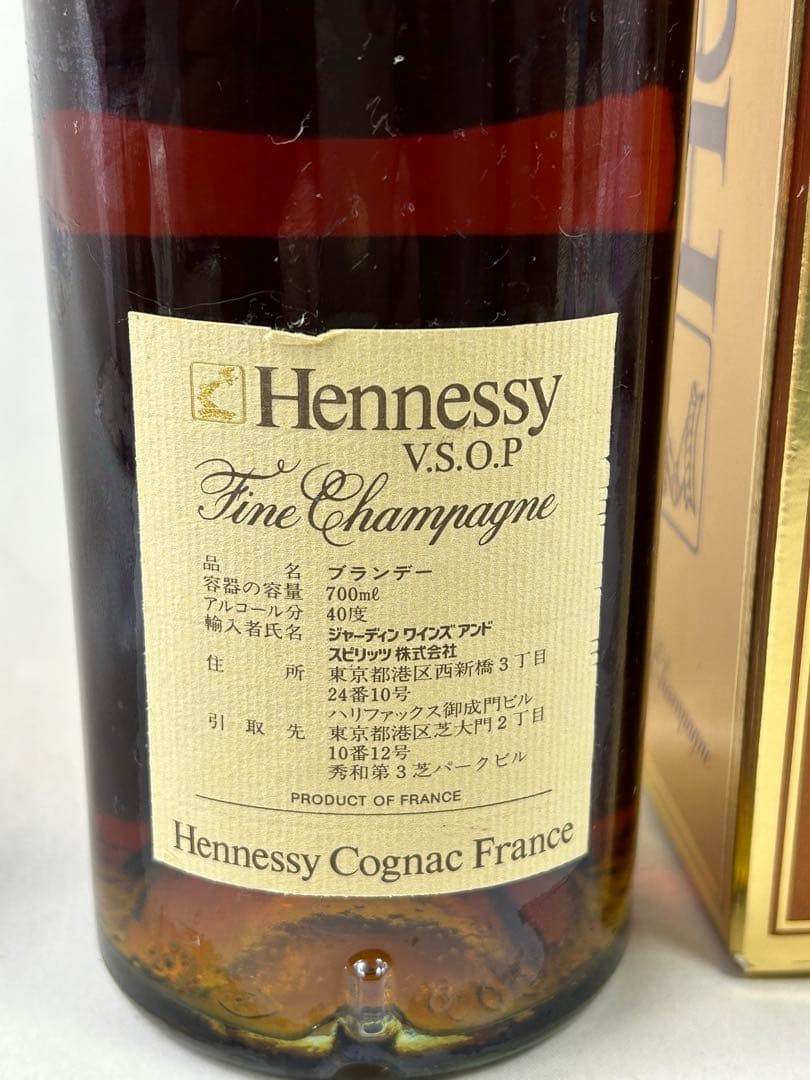 Hennessy
V.S.O.P
Fine Champagne
品名 ブランデー
容器の容量 700mℓ
アルコール分 40度
輸入者氏名 ジャーディン ワインズ アンド
スピリッツ 株式会社
住所 東京都港区西新橋3丁目
24番10号
ハリファックス御成門ビル
引取先 東京都港区芝大門2丁目
10番12号
秀和第3芝パークビル
PRODUCT OF FRANCE
Hennessy Cognac France
Champagne